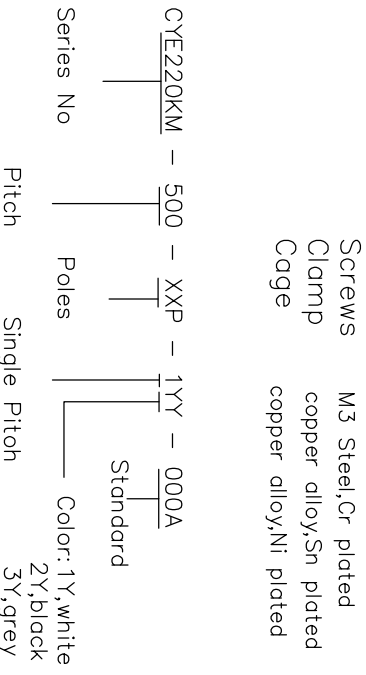 Screws M3 Steel,Cr plated
Clamp copper alloy,Sn plated
Cage copper alloy,Ni plated
CYE220KM - 500 - XXP - 1YY - 000A
Standard
Series No
Poles
Color: 1Y,white
2Y,black
3Y,grey
Pitch
Single Pitoh